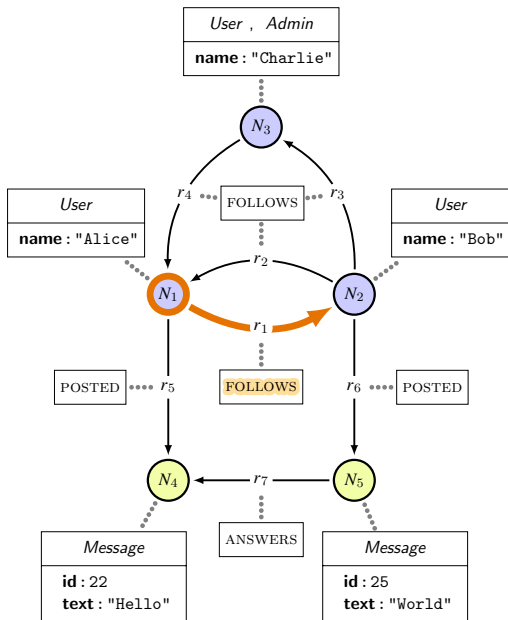 User , Admin
name : "Charlie"
N3
r4
FOLLOWS
r3
User
name : "Alice"
User
name : "Bob"
r2
N1
N2
r1
POSTED
r5
FOLLOWS
r6
POSTED
N4
r7
N5
ANSWERS
Message
id : 22
text : "Hello"
Message
id : 25
text : "World"